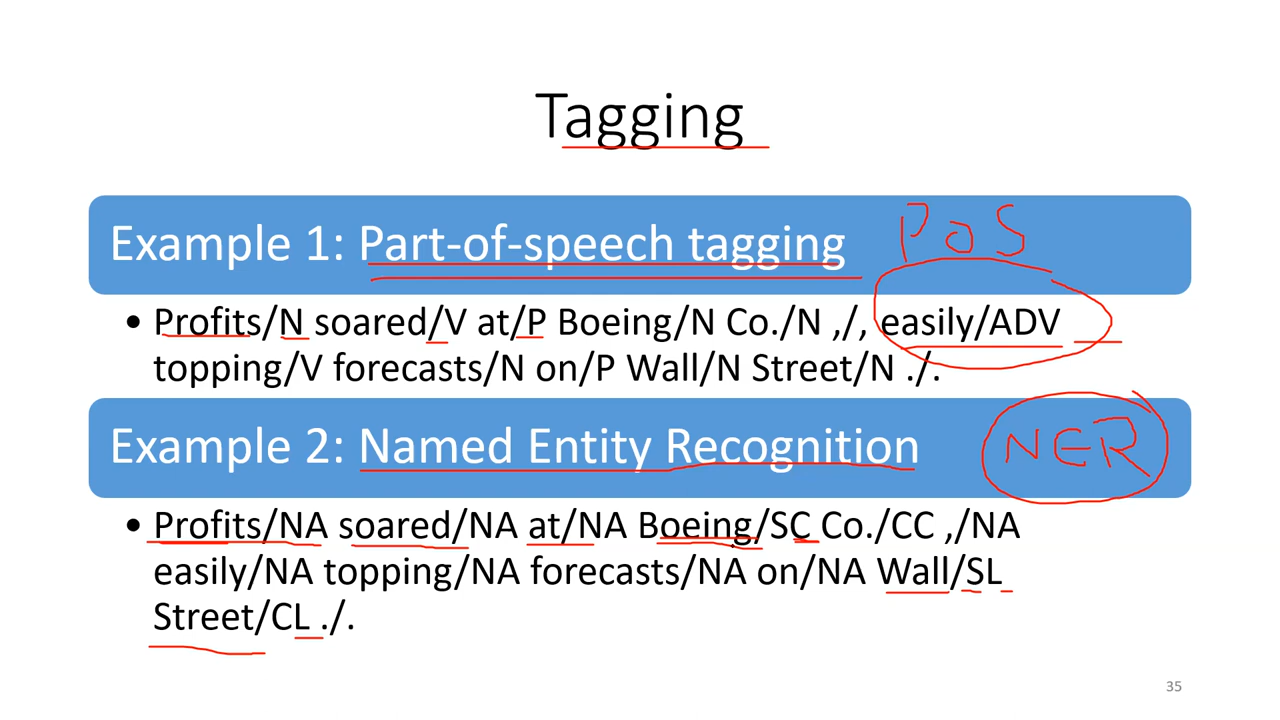 Tagging
Example 1: Part-of-speech tagging POS
• Profits/N soared/V at/P Boeing/N Co./N ,/, easily/ADV
topping/V forecasts/N on/P Wall/N Street/N ./.
Example 2: Named Entity Recognition NER
• Profits/NA soared/NA at/NA Boeing/SC Co./CC ,/NA
easily/NA topping/NA forecasts/NA on/NA Wall/SL
Street/CL ./.
35